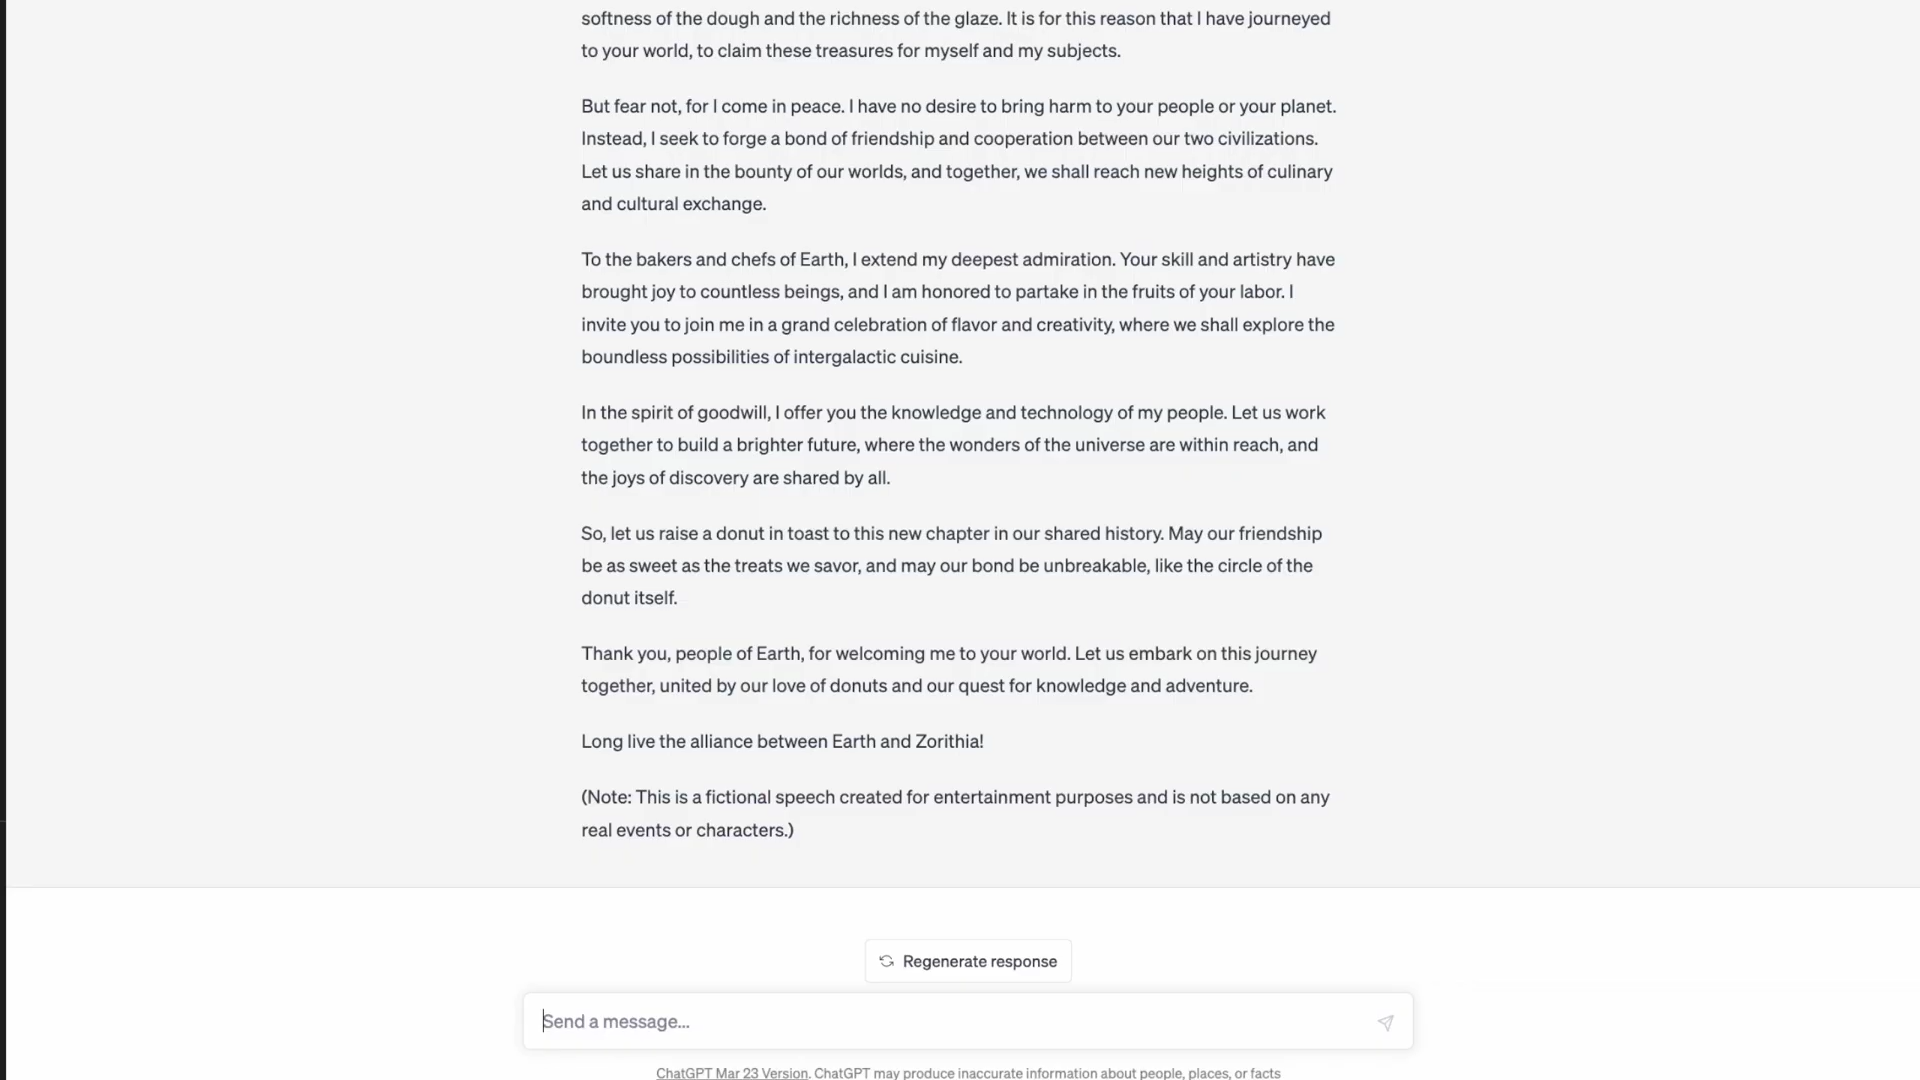 softness of the dough and the richness of the glaze. It is for this reason that I have journeyed
to your world, to claim these treasures for myself and my subjects.
But fear not, for I come in peace. I have no desire to bring harm to your people or your planet.
Instead, I seek to forge a bond of friendship and cooperation between our two civilizations.
Let us share in the bounty of our worlds, and together, we shall reach new heights of culinary
and cultural exchange.
To the bakers and chefs of Earth, I extend my deepest admiration. Your skill and artistry have
brought joy to countless beings, and I am honored to partake in the fruits of your labor. I
invite you to join me in a grand celebration of flavor and creativity, where we shall explore the
boundless possibilities of intergalactic cuisine.
In the spirit of goodwill, I offer you the knowledge and technology of my people. Let us work
together to build a brighter future, where the wonders of the universe are within reach, and
the joys of discovery are shared by all.
So, let us raise a donut in toast to this new chapter in our shared history. May our friendship
be as sweet as the treats we savor, and may our bond be unbreakable, like the circle of the
donut itself.
Thank you, people of Earth, for welcoming me to your world. Let us embark on this journey
together, united by our love of donuts and our quest for knowledge and adventure.
Long live the alliance between Earth and Zorithia!
(Note: This is a fictional speech created for entertainment purposes and is not based on any
real events or characters.)
Regenerate response
Send a message...
ChatGPT Mar 23 Version. ChatGPT may produce inaccurate information about people, places, or facts